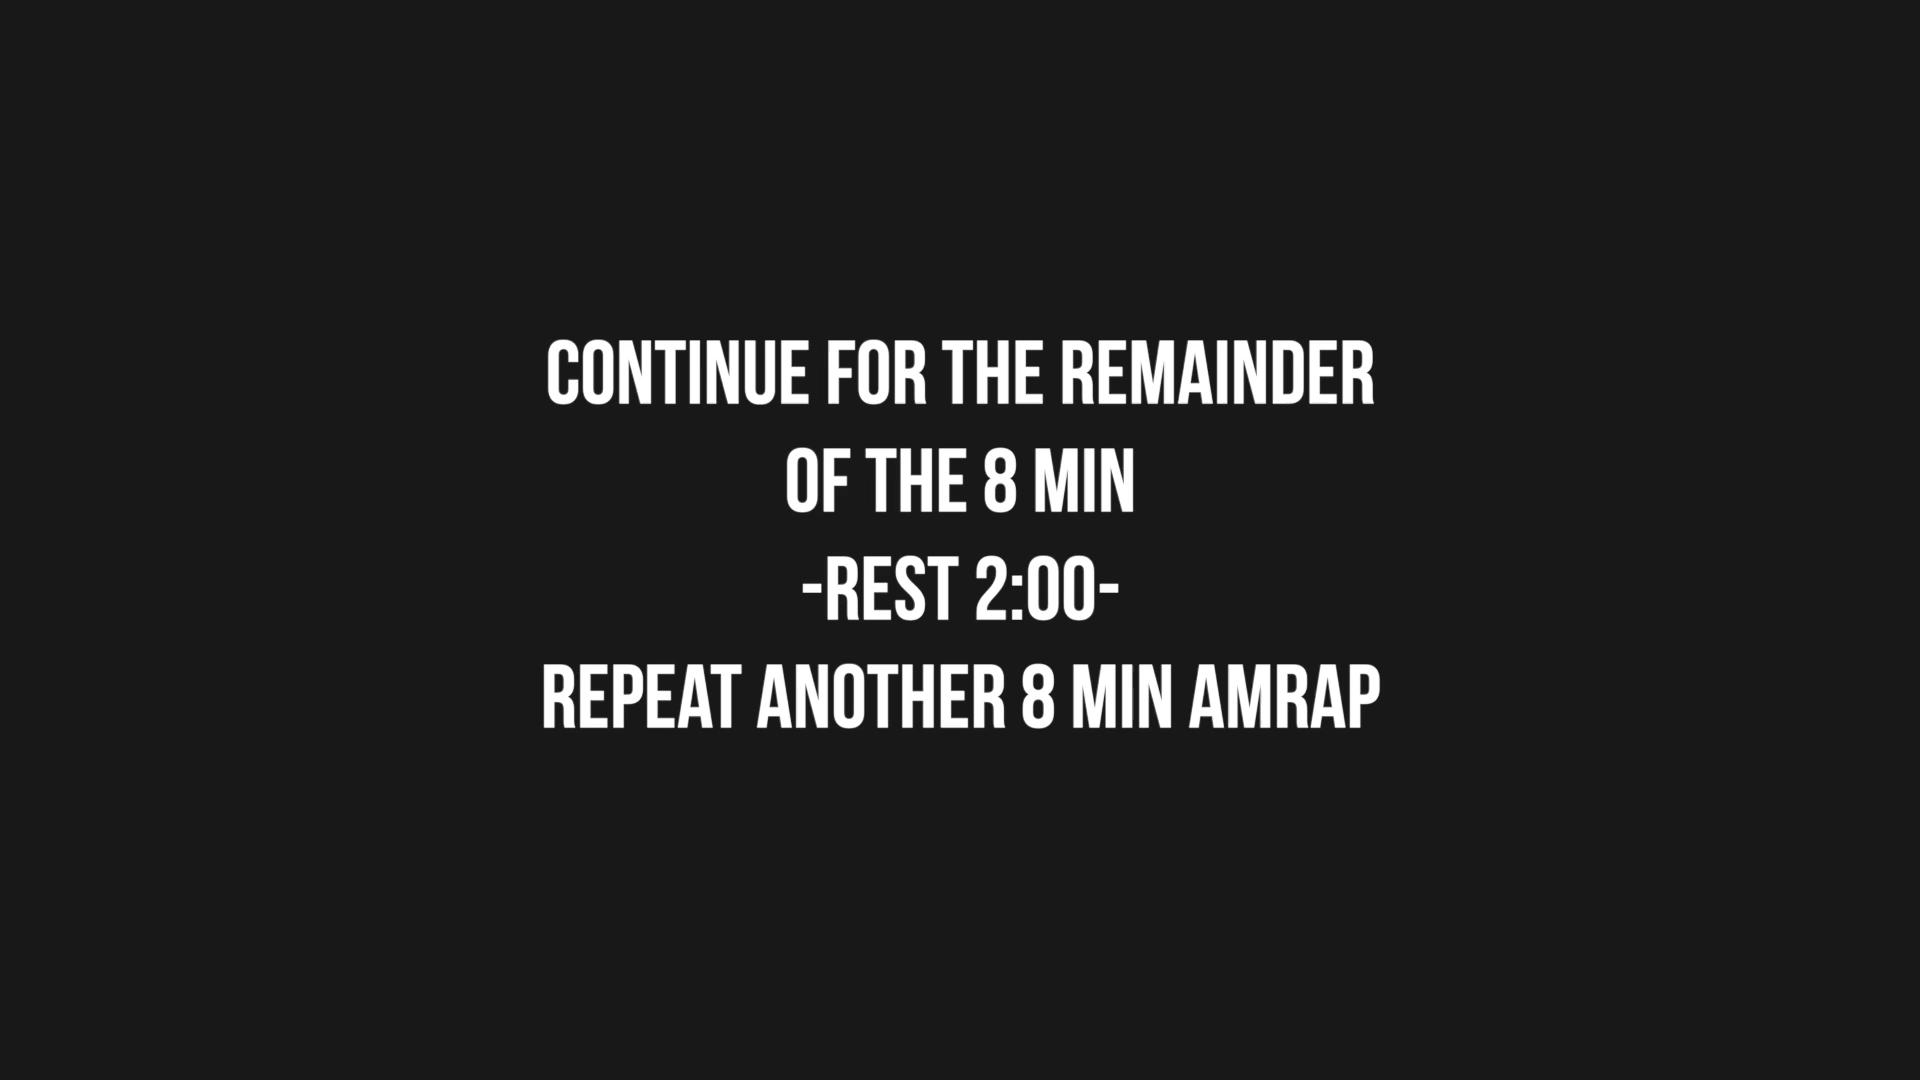 CONTINUE FOR THE REMAINDER
OF THE 8 MIN
-REST 2:00-
REPEAT ANOTHER 8 MIN AMRAP